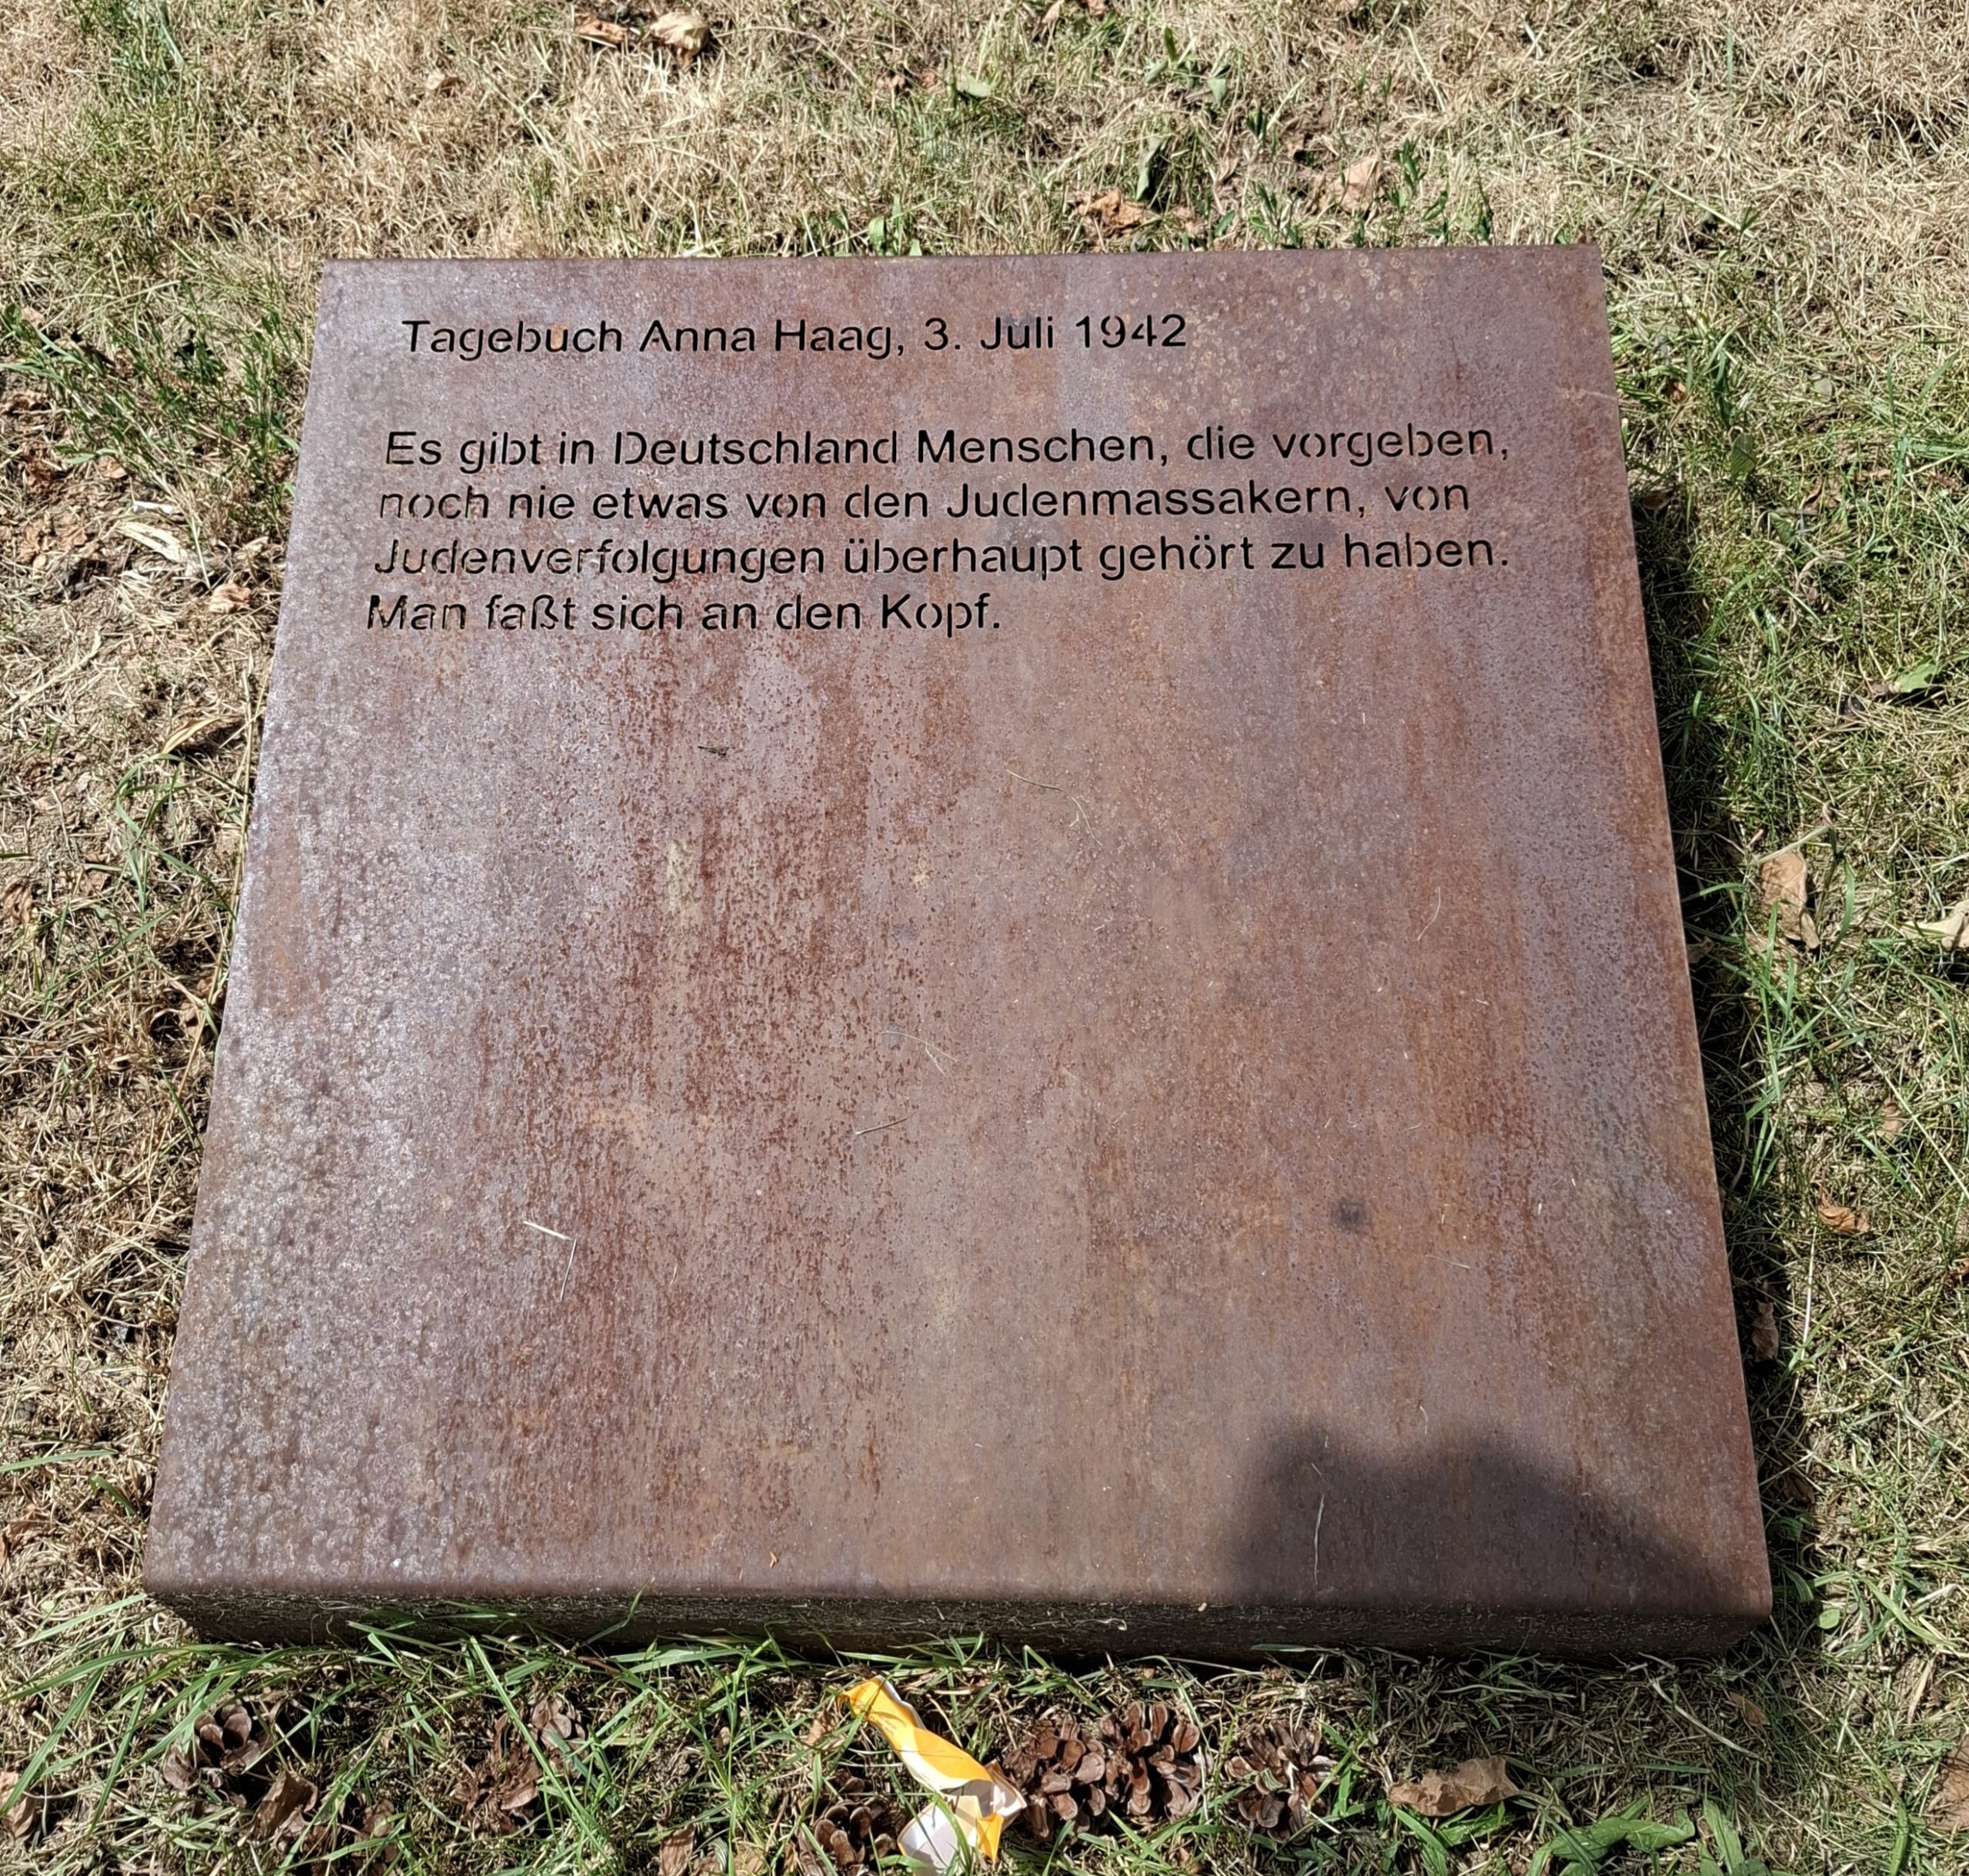 Tagebuch Anna Haag, 3. Juli 1942
Es gibt in Deutschland Menschen, die vorgeben,
noch nie etwas von den Judenmassakern, von
Judenverfolgungen überhaupt gehört zu haben.
Man faßt sich an den Kopf.